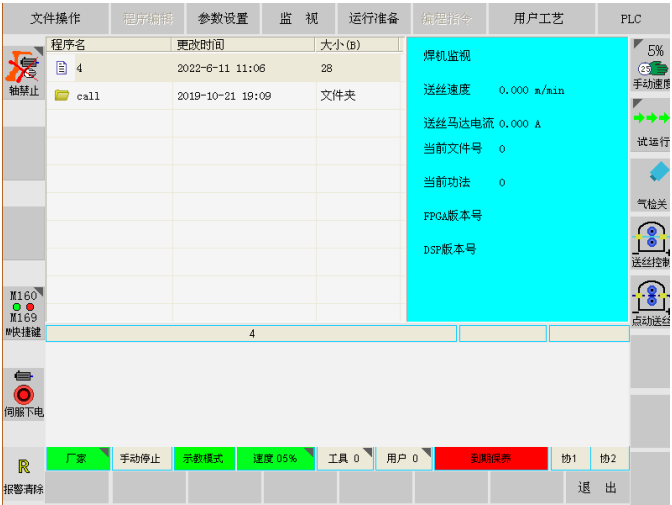 文件操作 程序编辑 参数设置 监 视 运行准备 编程指令 用户工艺 PLC
程序名 更改时间 大小(B)
4 2022-6-11 11:06 28
call 2019-10-21 19:09 文件夹
焊机监视
送丝速度 0.000 m/min
送丝马达电流 0.000 A
当前文件号 0
当前功法 0
FPGA版本号
DSP版本号
轴禁止
M160
M169
M快捷键
伺服下电
R
报警清除
5%
25
手动速度
试运行
气检关
送丝控制
点动送丝
4
厂家 手动停止 示教模式 速度 05% 工具 0 用户 0 到期保养 协1 协2
退 出